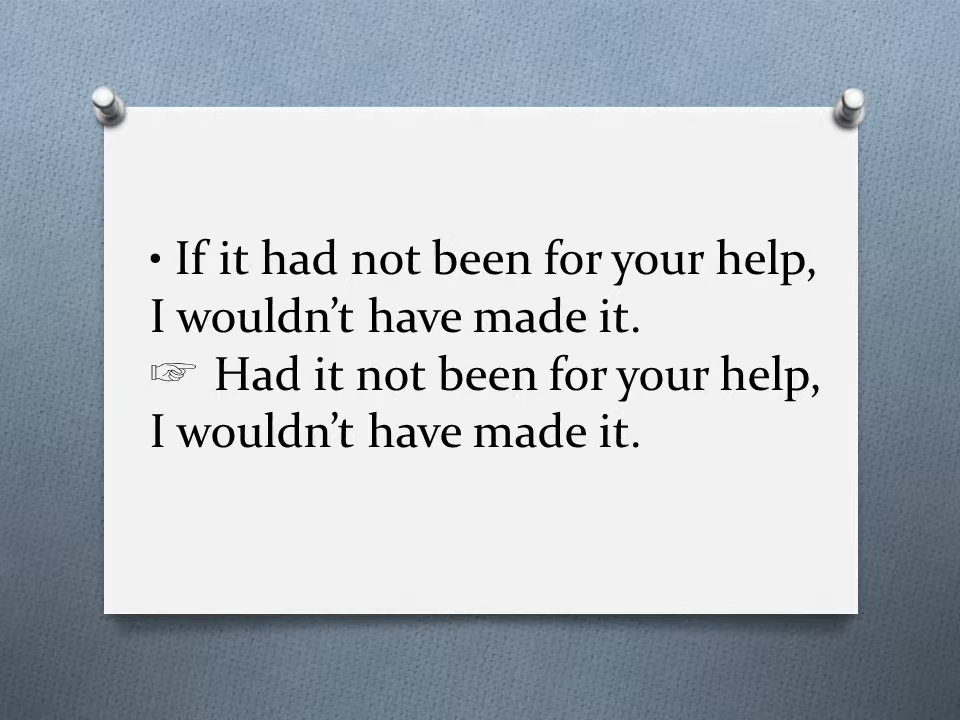 • If it had not been for your help,
I wouldn’t have made it.
☞ Had it not been for your help,
I wouldn’t have made it.